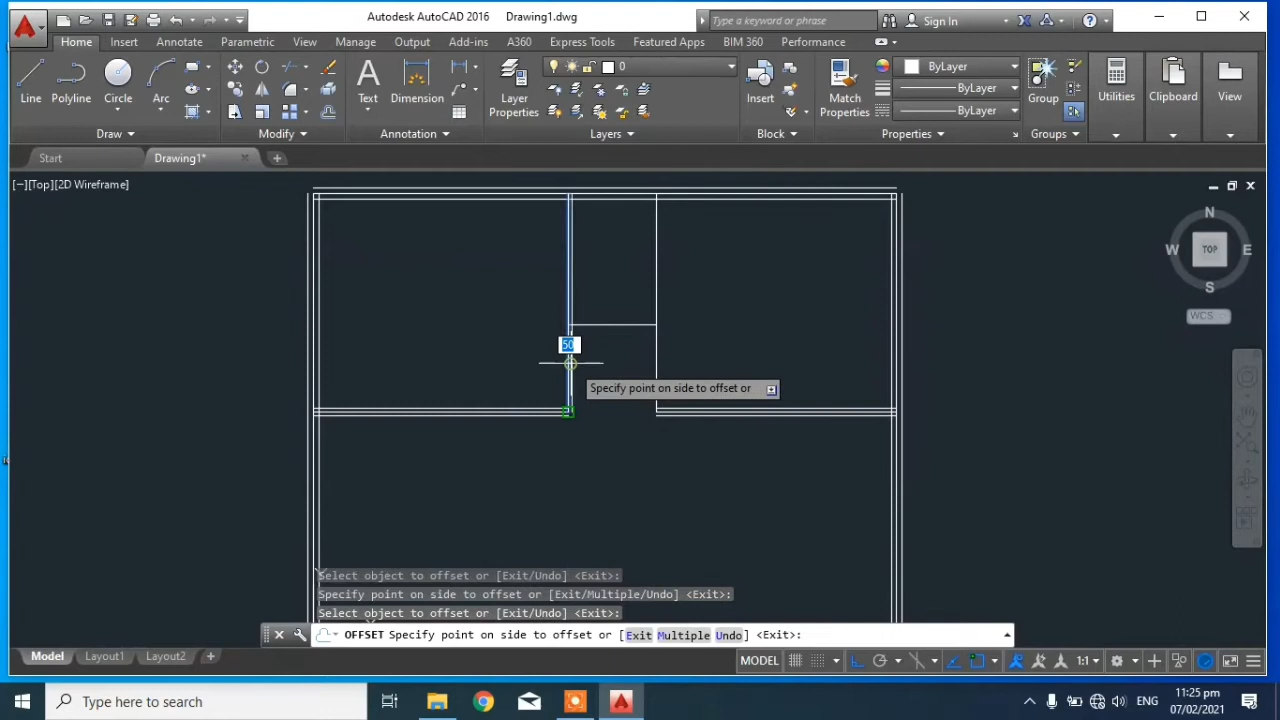 Autodesk AutoCAD 2016 Drawing1.dwg
Type a keyword or phrase
Sign In
Home Insert Annotate Parametric View Manage Output Add-ins A360 Express Tools Featured Apps BIM 360 Performance
0
ByLayer
ByLayer
ByLayer
Line Polyline Circle Arc Text Dimension Layer Properties Insert Match Properties Group Utilities Clipboard View
Draw Modify Annotation Layers Block Properties Groups
Start Drawing1*
[−][Top][2D Wireframe]
N
W TOP E
S
WCS
50
Specify point on side to offset or
Select object to offset or [Exit/Undo] <Exit>:
Specify point on side to offset or [Exit/Multiple/Undo] <Exit>:
Select object to offset or [Exit/Undo] <Exit>:
OFFSET Specify point on side to offset or [Exit Multiple Undo] <Exit>:
Model Layout1 Layout2
MODEL 1:1
Type here to search
ENG
11:25 pm
07/02/2021